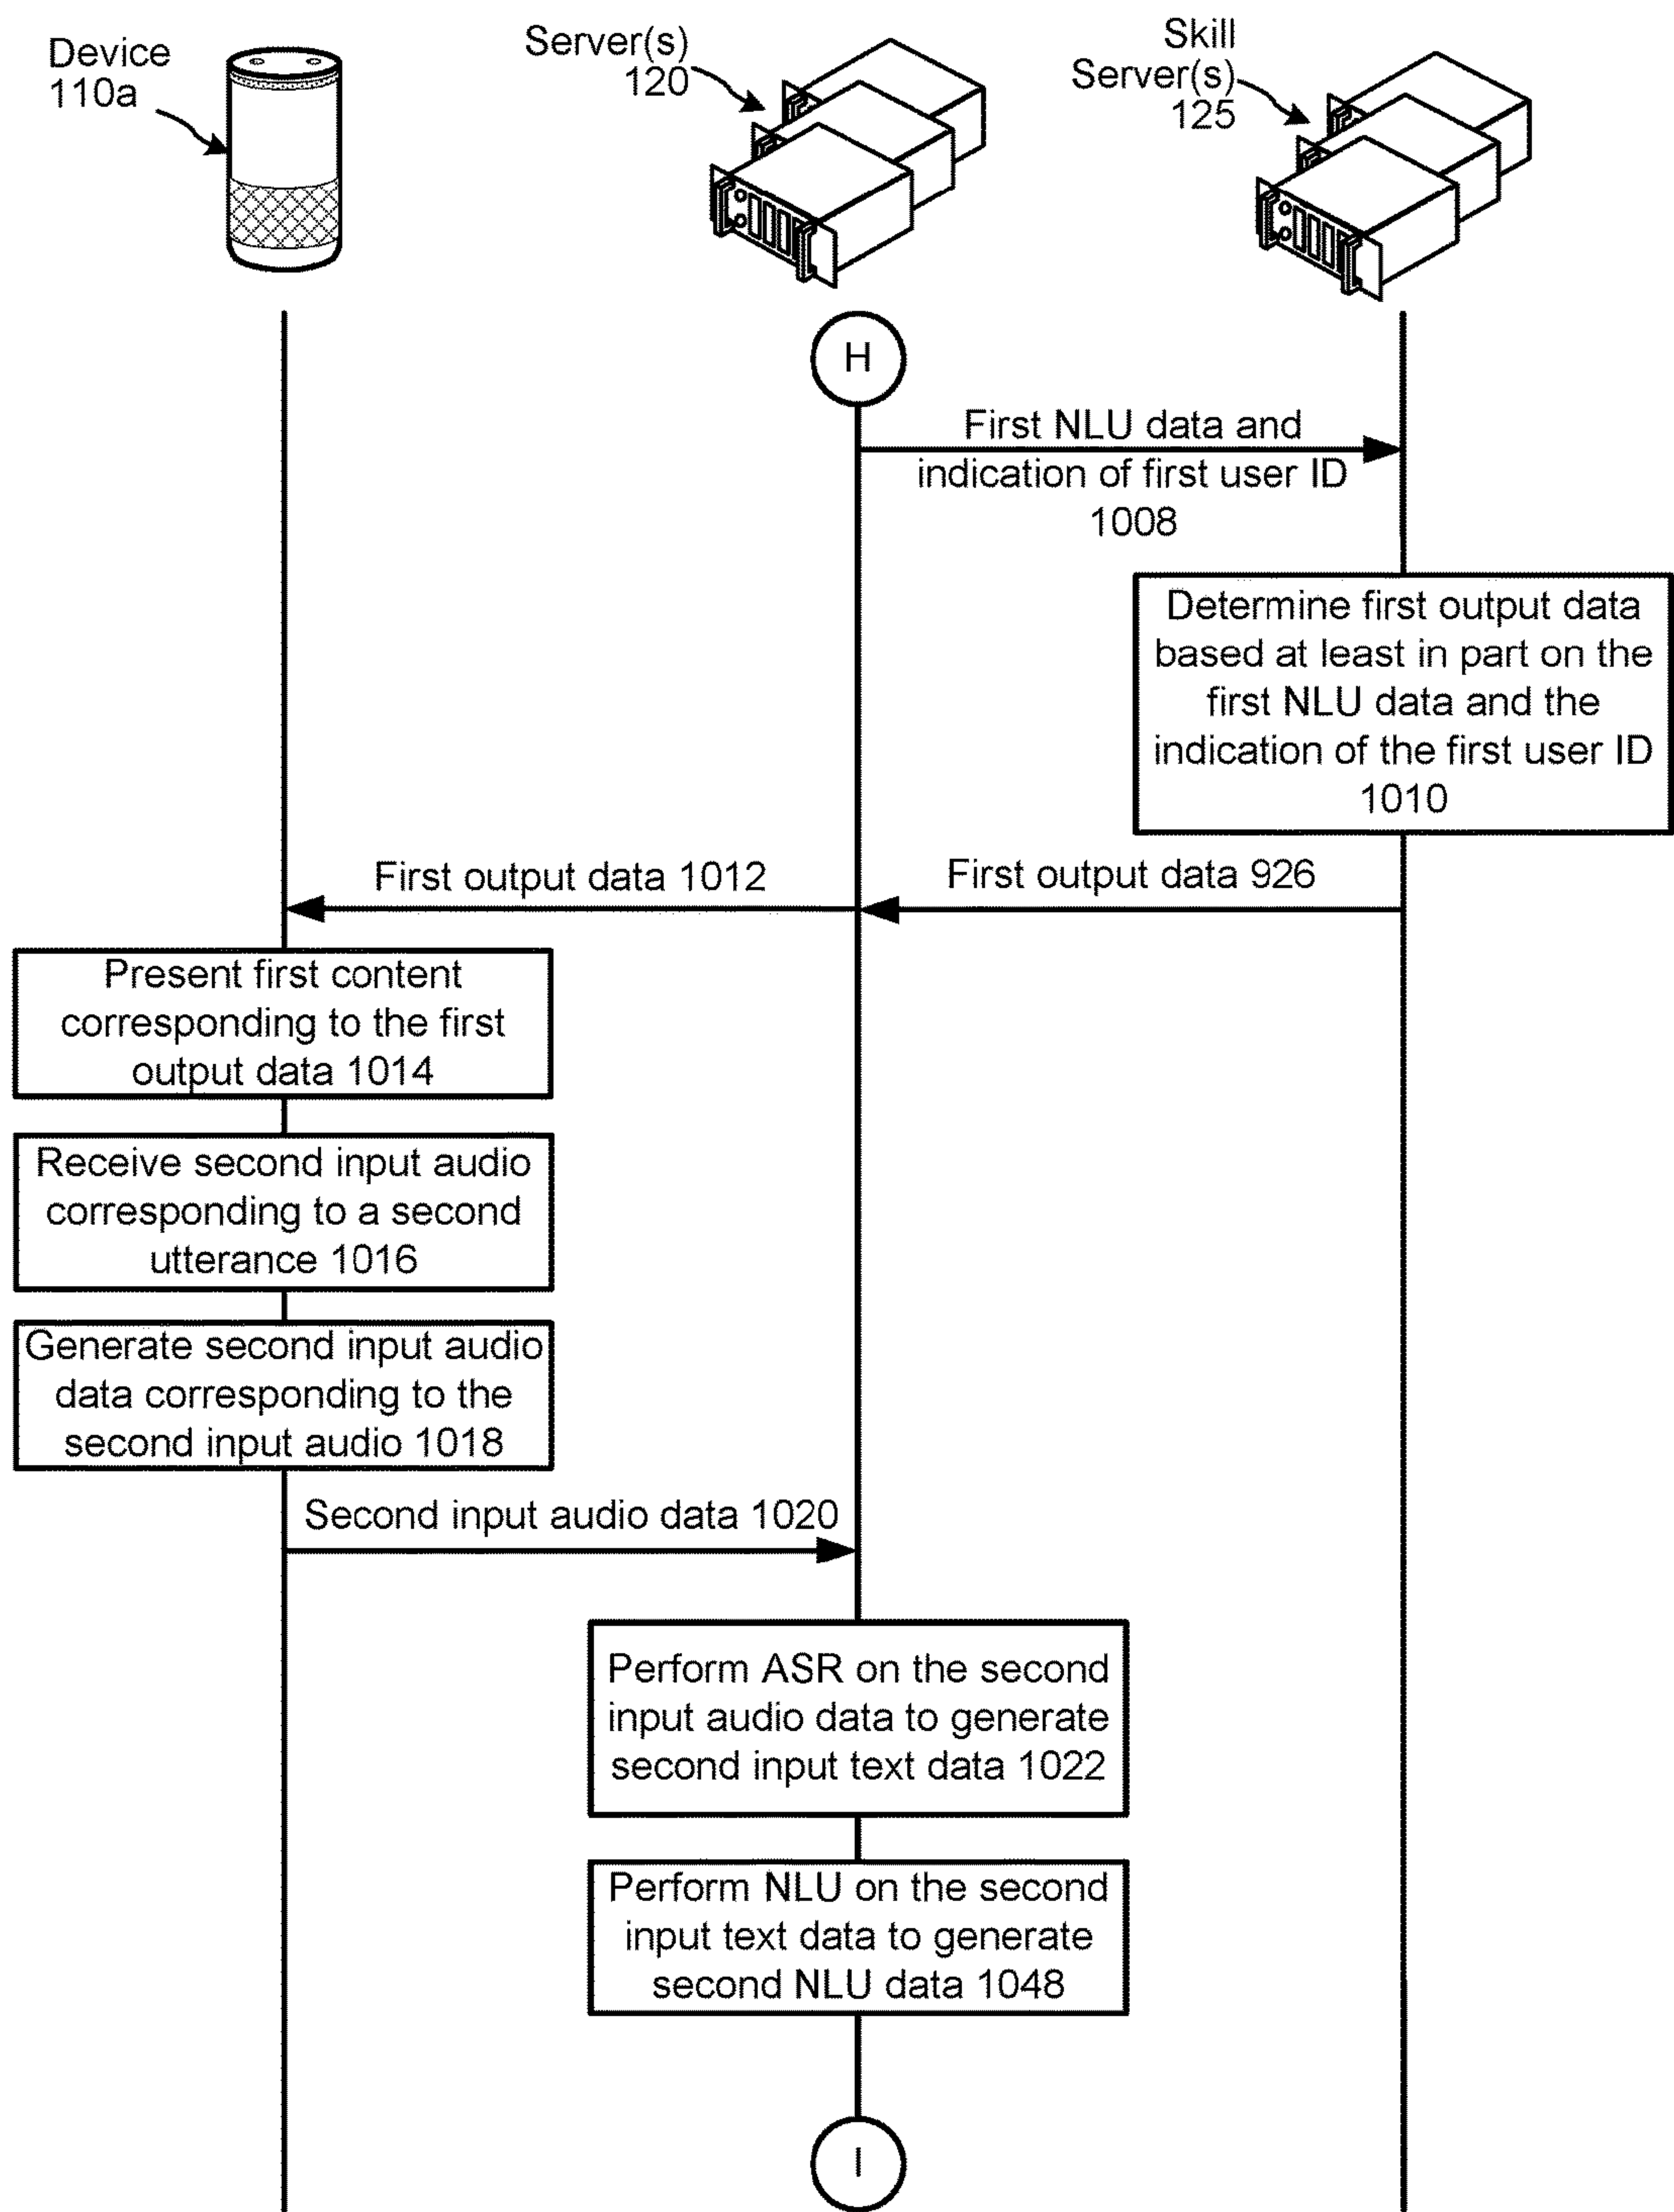 Device
110a
Server(s)
120
Skill
Server(s)
125
H
First NLU data and
indication of first user ID
1008
Determine first output data
based at least in part on the
first NLU data and the
indication of the first user ID
1010
First output data 1012
First output data 926
Present first content
corresponding to the first
output data 1014
Receive second input audio
corresponding to a second
utterance 1016
Generate second input audio
data corresponding to the
second input audio 1018
Second input audio data 1020
Perform ASR on the second
input audio data to generate
second input text data 1022
Perform NLU on the second
input text data to generate
second NLU data 1048
I